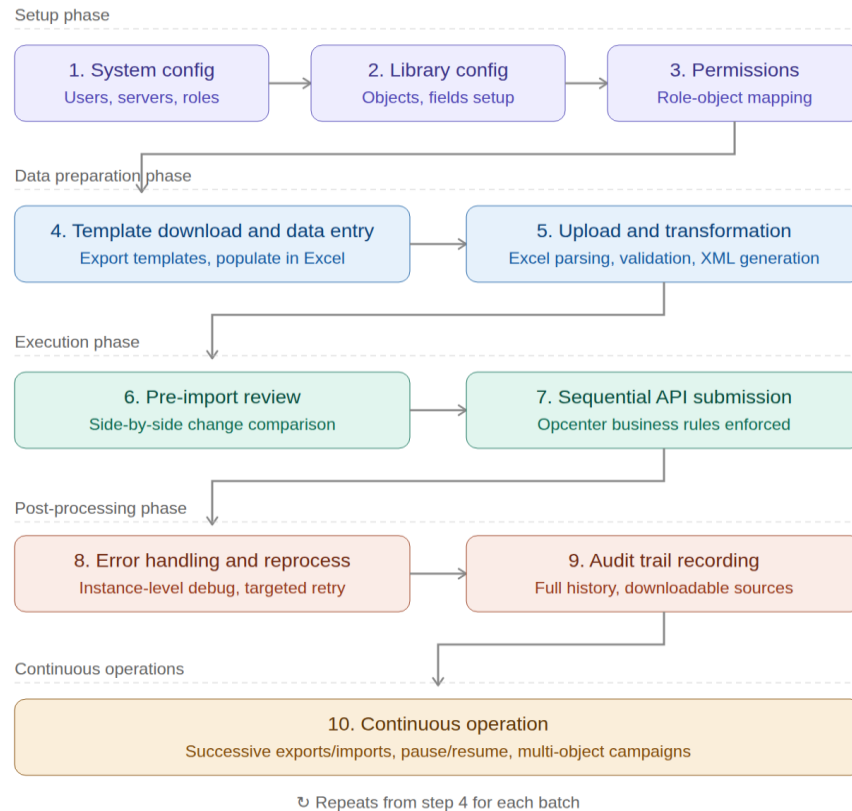 Setup phase
1. System config
Users, servers, roles
2. Library config
Objects, fields setup
3. Permissions
Role-object mapping
Data preparation phase
4. Template download and data entry
Export templates, populate in Excel
5. Upload and transformation
Excel parsing, validation, XML generation
Execution phase
6. Pre-import review
Side-by-side change comparison
7. Sequential API submission
Opcenter business rules enforced
Post-processing phase
8. Error handling and reprocess
Instance-level debug, targeted retry
9. Audit trail recording
Full history, downloadable sources
Continuous operations
10. Continuous operation
Successive exports/imports, pause/resume, multi-object campaigns
↻ Repeats from step 4 for each batch